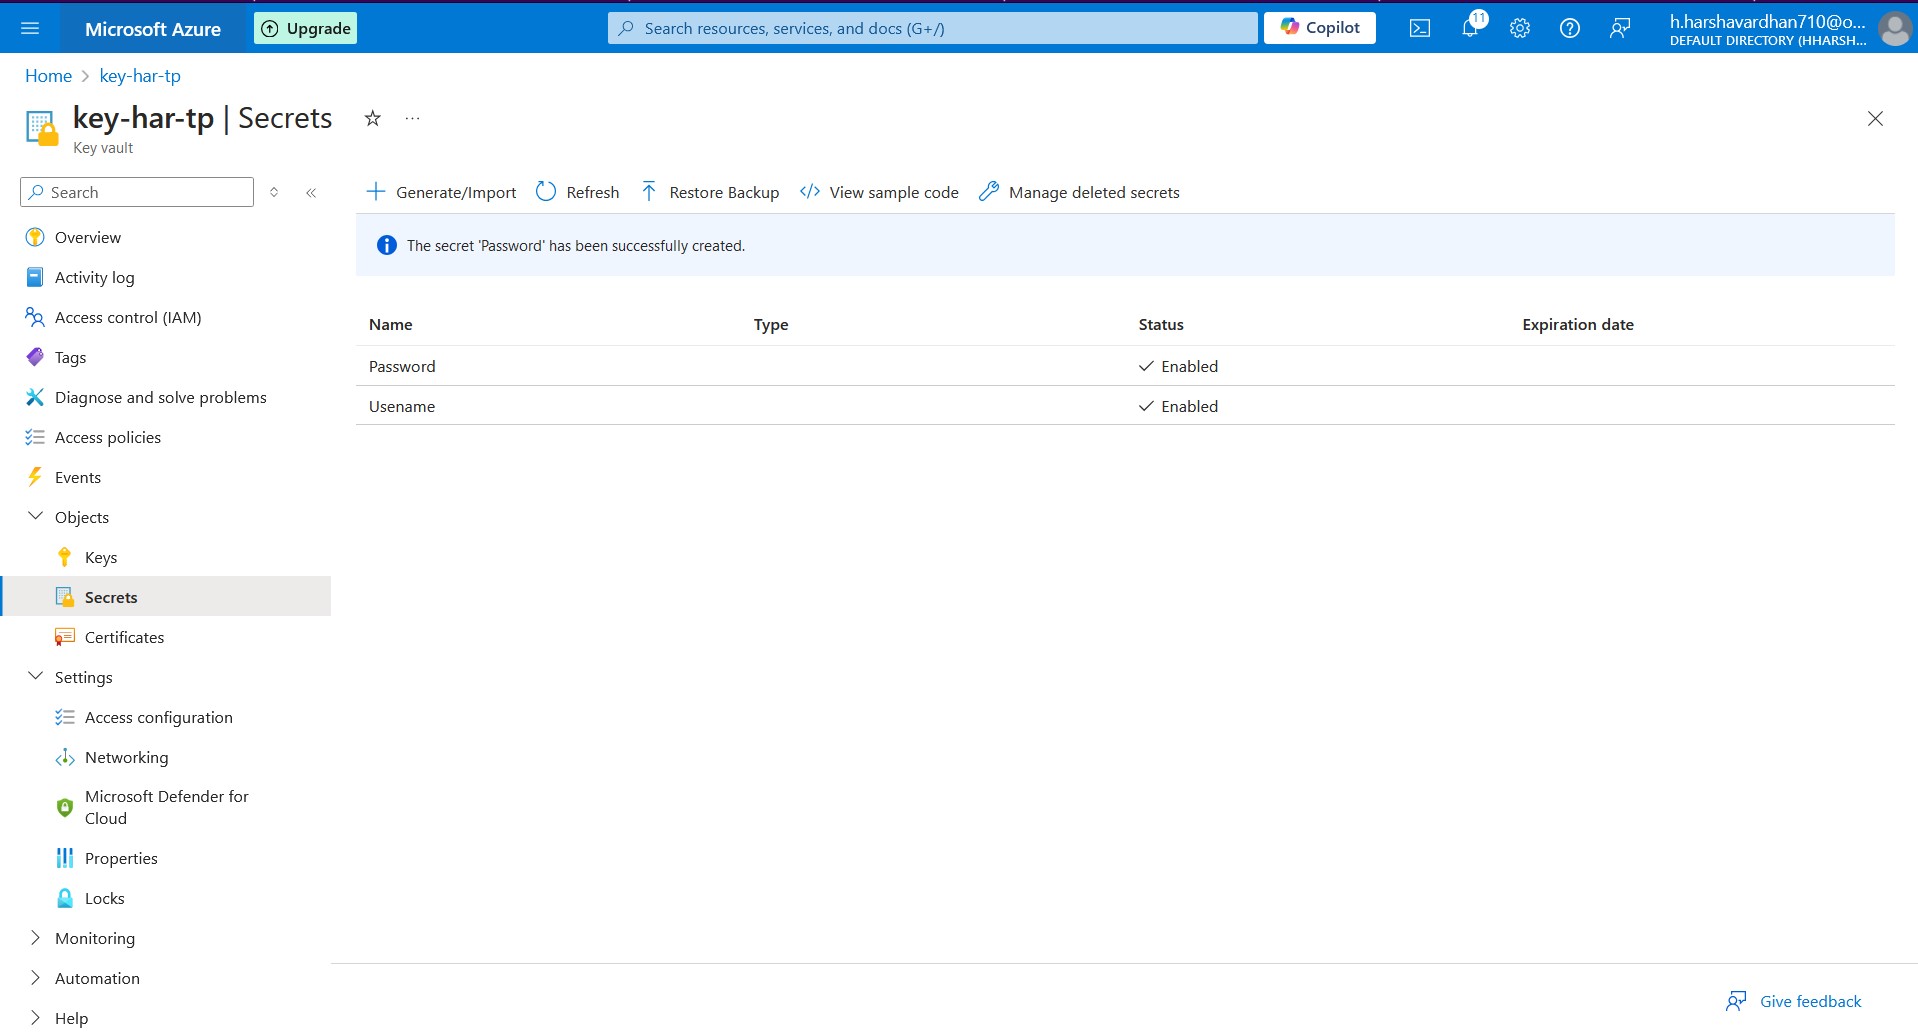 Microsoft Azure
Upgrade
Search resources, services, and docs (G+/)
Copilot
11
h.harshavardhan710@o...
DEFAULT DIRECTORY (HHARSH...
Home > key-har-tp
key-har-tp | Secrets
Key vault
Search
Generate/Import
Refresh
Restore Backup
View sample code
Manage deleted secrets
The secret 'Password' has been successfully created.
Name Type Status Expiration date
Password Enabled
Usename Enabled
Overview
Activity log
Access control (IAM)
Tags
Diagnose and solve problems
Access policies
Events
Objects
Keys
Secrets
Certificates
Settings
Access configuration
Networking
Microsoft Defender for
Cloud
Properties
Locks
Monitoring
Automation
Help
Give feedback